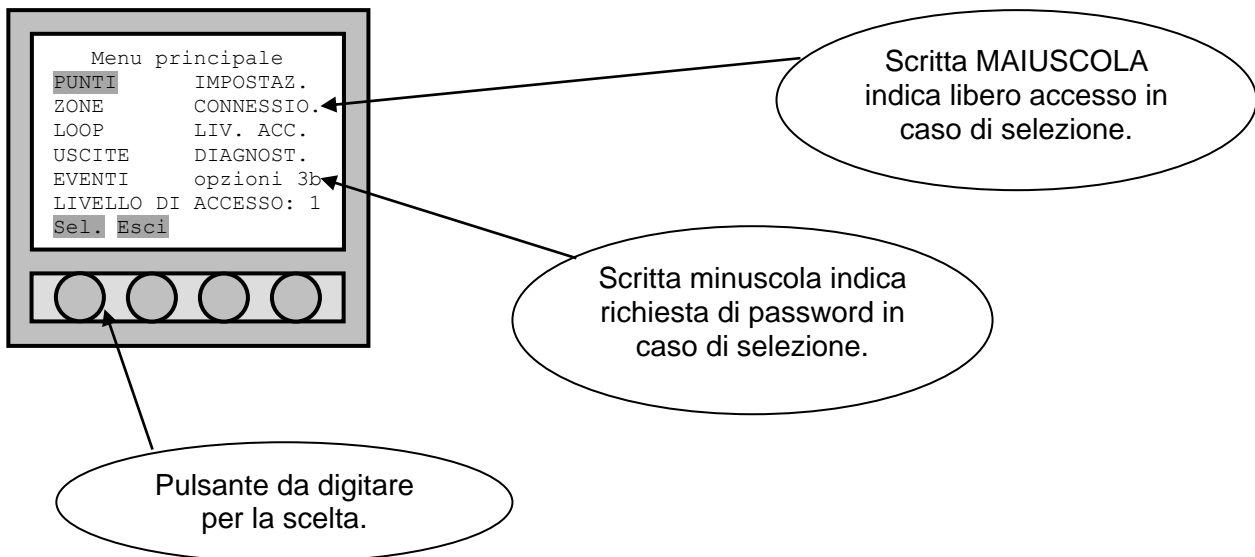 Menu principale
PUNTI IMPOSTAZ.
ZONE CONNESSIO.
LOOP LIV. ACC.
USCITE DIAGNOST.
EVENTI opzioni 3b
LIVELLO DI ACCESSO: 1
Sel. Esci
Scritta MAIUSCOLA
indica libero accesso in
caso di selezione.
Scritta minuscola indica
richiesta di password in
caso di selezione.
Pulsante da digitare
per la scelta.